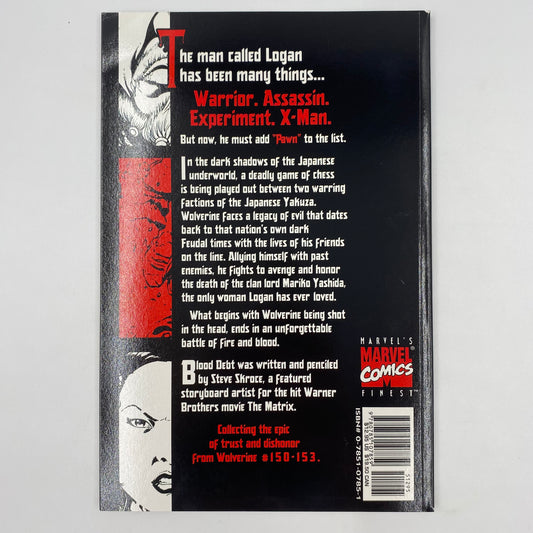 The man called Logan
has been many things...
Warrior. Assassin.
Experiment. X-Man.
But now, he must add "Pawn" to the list.
In the dark shadows of the Japanese
underworld, a deadly game of chess
is being played out between two warring
factions of the Japanese Yakuza.
Wolverine faces a legacy of evil that dates
back to that nation's own dark
Feudal times with the lives of his friends
on the line. Allying himself with past
enemies, he fights to avenge and honor
the death of the clan lord Mariko Yashida,
the only woman Logan has ever loved.
What begins with Wolverine being shot
in the head, ends in an unforgettable
battle of fire and blood.
Blood Debt was written and penciled
by Steve Skroce, a featured
storyboard artist for the hit Warner
Brothers movie The Matrix.
Collecting the epic
of trust and dishonor
from Wolverine #150-153.
MARVEL'S
MARVEL
COMICS
FINEST
ISBN# 0-7851-0785-1
$12.95 US $19.50 CAN
51295